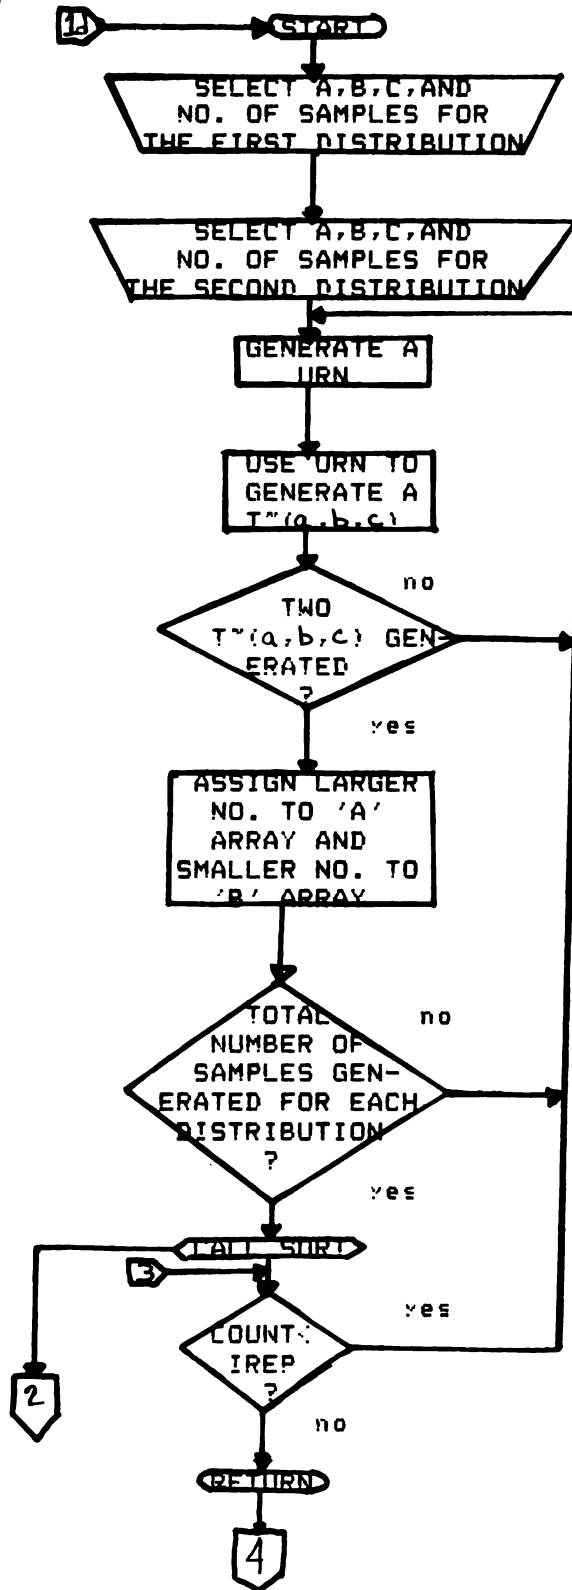 1d
START
SELECT A,B,C,AND
NO. OF SAMPLES FOR
THE FIRST DISTRIBUTION
SELECT A,B,C,AND
NO. OF SAMPLES FOR
THE SECOND DISTRIBUTION
GENERATE A
URN
USE URN TO
GENERATE A
T~(a,b,c)
no
TWO
T~(a,b,c) GEN-
ERATED
?
yes
ASSIGN LARGER
NO. TO 'A'
ARRAY AND
SMALLER NO. TO
'B' ARRAY
no
TOTAL
NUMBER OF
SAMPLES GEN-
ERATED FOR EACH
DISTRIBUTION
?
yes
CALL SORT
3
yes
COUNT<
IREP
?
2
no
RETURN
4